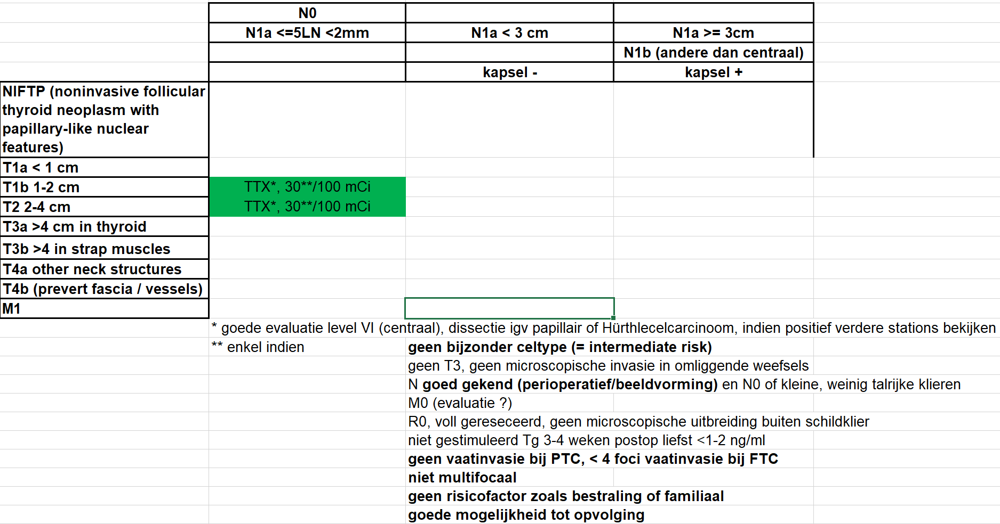 N0
N1a <=5LN <2mm N1a < 3 cm N1a >= 3cm
N1b (andere dan centraal)
kapsel - kapsel +
NIFTP (noninvasive follicular
thyroid neoplasm with
papillary-like nuclear
features)
T1a < 1 cm
T1b 1-2 cm TTX*, 30**/100 mCi
T2 2-4 cm TTX*, 30**/100 mCi
T3a >4 cm in thyroid
T3b >4 in strap muscles
T4a other neck structures
T4b (prevert fascia / vessels)
M1
* goede evaluatie level VI (centraal), dissectie igv papillair of Hürthlecelcarcinoom, indien positief verdere stations bekijken
** enkel indien geen bijzonder celtype (= intermediate risk)
geen T3, geen microscopische invasie in omliggende weefsels
N goed gekend (perioperatief/beeldvorming) en N0 of kleine, weinig talrijke klieren
M0 (evaluatie ?)
R0, voll gereseceerd, geen microscopische uitbreiding buiten schildklier
niet gestimuleerd Tg 3-4 weken postop liefst <1-2 ng/ml
geen vaatinvasie bij PTC, < 4 foci vaatinvasie bij FTC
niet multifocaal
geen risicofactor zoals bestraling of familiaal
goede mogelijkheid tot opvolging